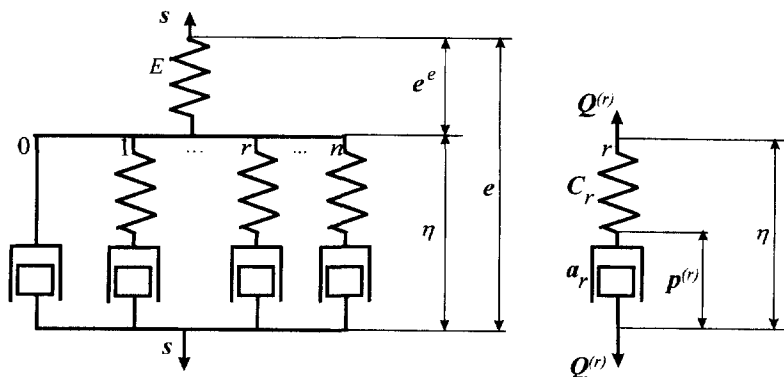 s
E
e^e
0 1 ... r ... n
η
e
s
Q^(r)
r
C_r
a_r
p^(r)
η
Q^(r)